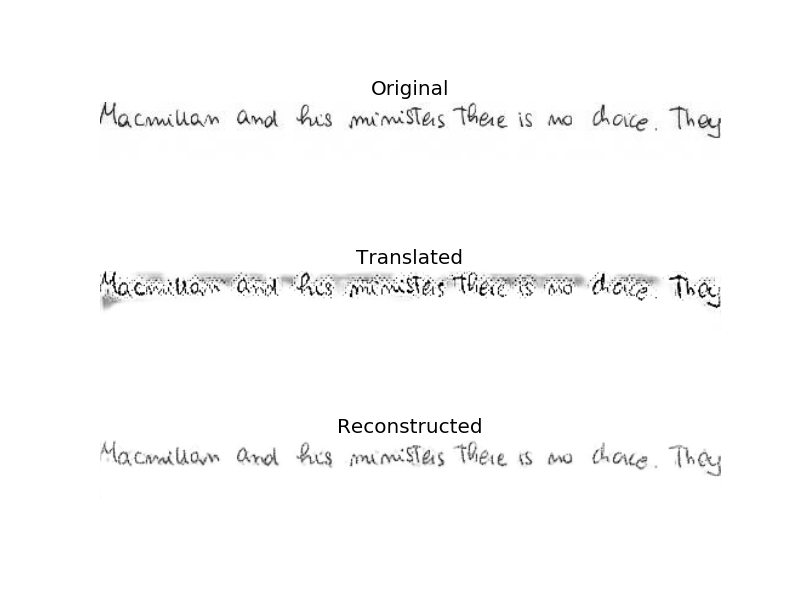 Original
Macmillan and his ministers There is no choice. They
Translated
Macmillan and his ministers There is no choice. They
Reconstructed
Macmillan and his ministers There is no choice. They